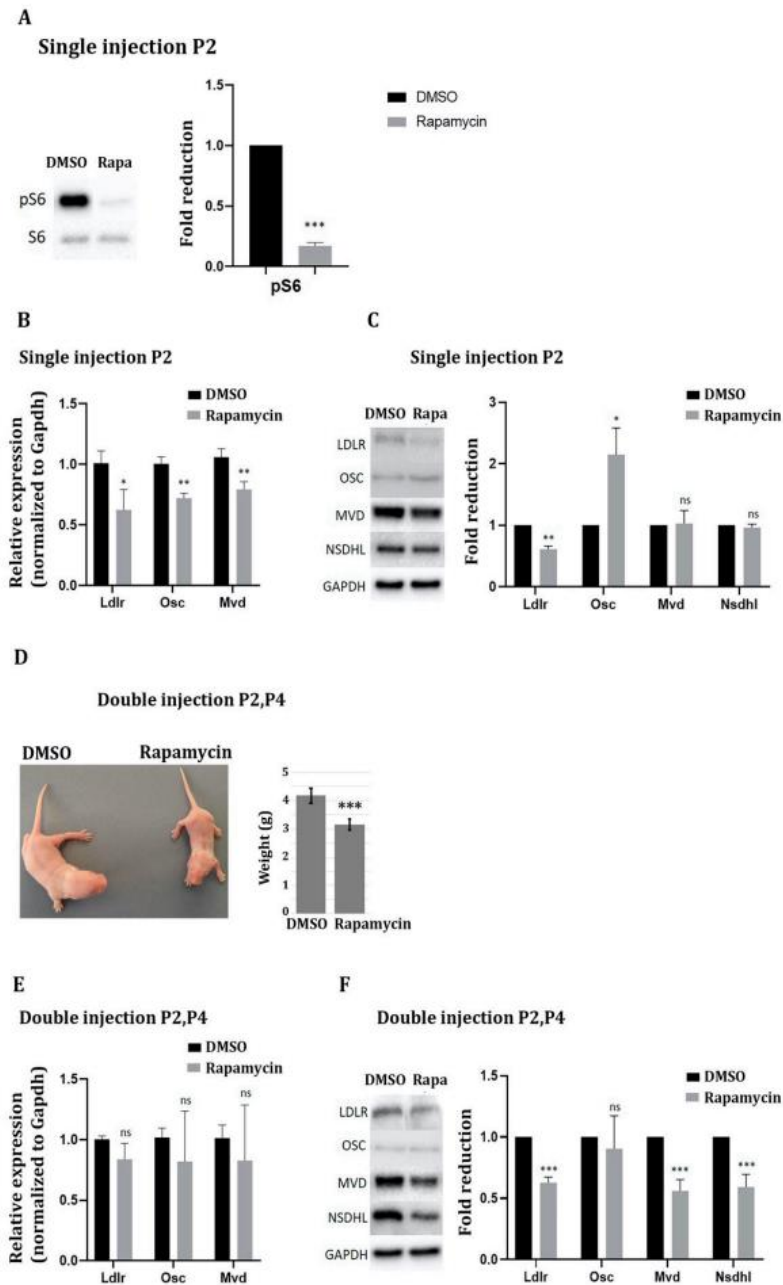 A
Single injection P2
DMSO
Rapamycin
DMSO Rapa
pS6
S6
Fold reduction
1.0
0.5
0.0
***
pS6
B
Single injection P2
DMSO
Rapamycin
Relative expression
(normalized to Gapdh)
1.5
1.0
0.5
0.0
* ** **
Ldlr Osc Mvd
C
Single injection P2
DMSO Rapa
LDLR
OSC
MVD
NSDHL
GAPDH
DMSO
Rapamycin
Fold reduction
3
2
1
0
** * ns ns
Ldlr Osc Mvd Nsdhl
D
Double injection P2,P4
DMSO Rapamycin
Weight (g)
5
4
3
2
1
0
***
DMSO Rapamycin
E
Double injection P2,P4
DMSO
Rapamycin
Relative expression
(normalized to Gapdh)
1.5
1.0
0.5
0.0
ns ns ns
Ldlr Osc Mvd
F
Double injection P2,P4
DMSO Rapa
LDLR
OSC
MVD
NSDHL
GAPDH
DMSO
Rapamycin
Fold reduction
1.5
1.0
0.5
0.0
*** ns *** ***
Ldlr Osc Mvd Nsdhl